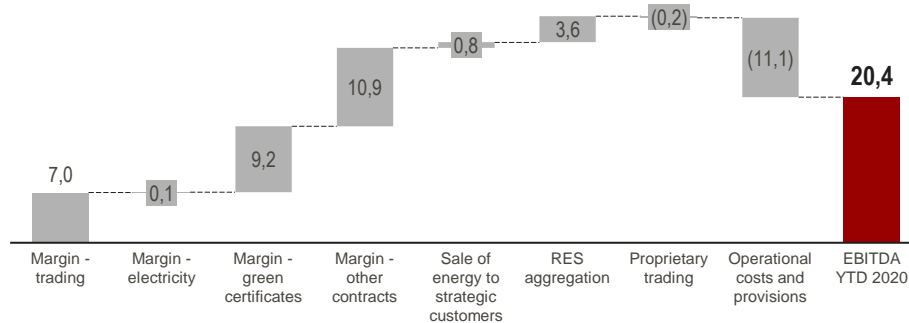 7,0
0,1
9,2
10,9
0,8
3,6
(0,2)
(11,1)
20,4
Margin -
trading
Margin -
electricity
Margin -
green
certificates
Margin -
other
contracts
Sale of
energy to
strategic
customers
RES
aggregation
Proprietary
trading
Operational
costs and
provisions
EBITDA
YTD 2020